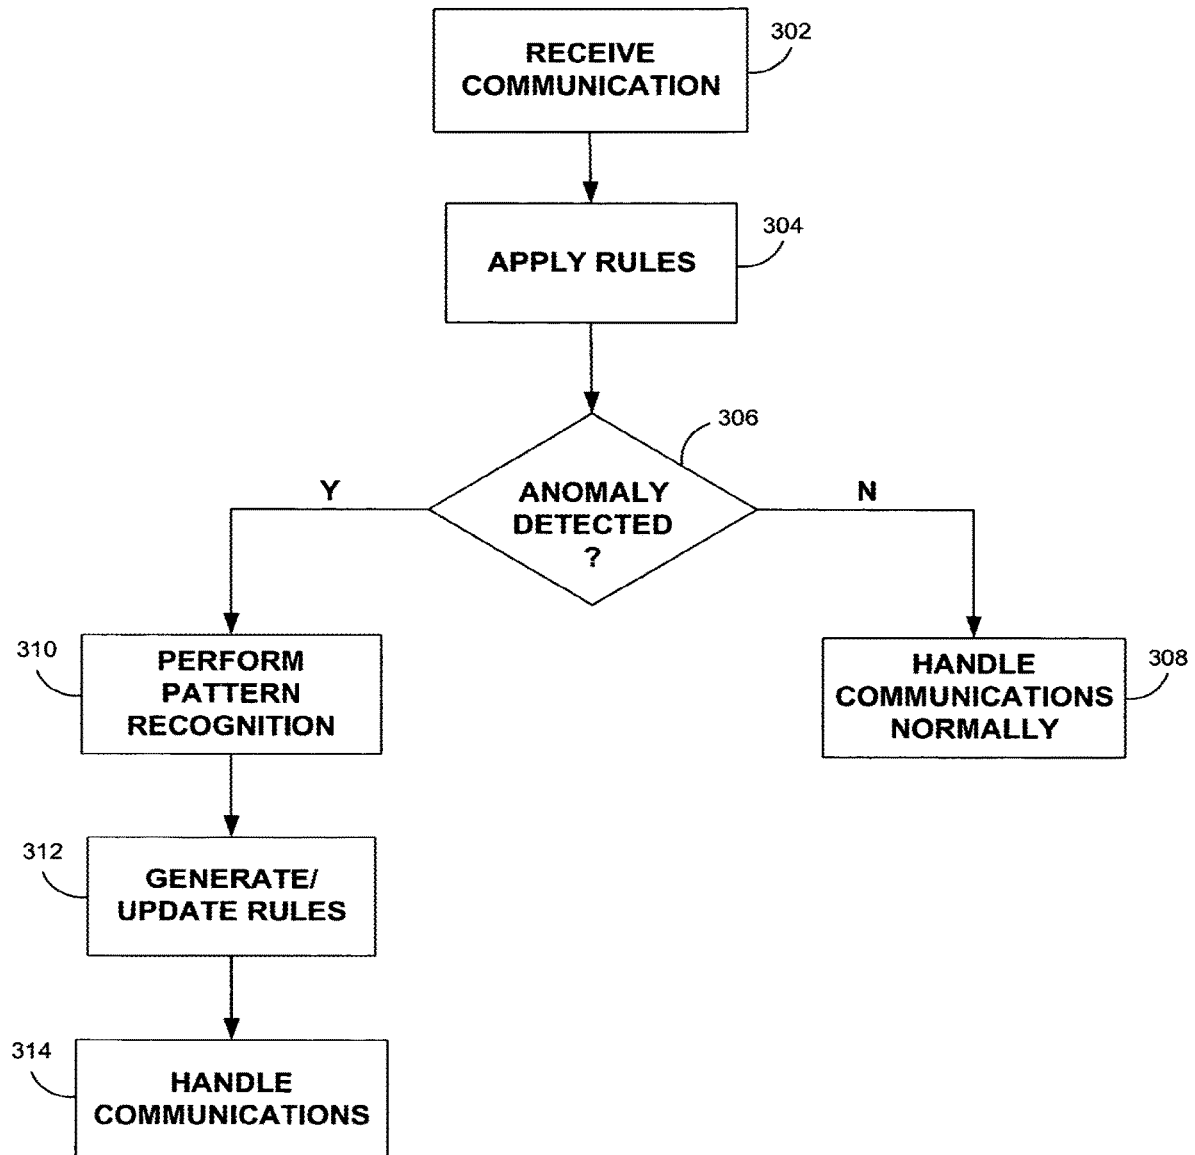 302
RECEIVE
COMMUNICATION
304
APPLY RULES
306
Y
N
ANOMALY
DETECTED
?
310
PERFORM
PATTERN
RECOGNITION
HANDLE
COMMUNICATIONS
NORMALLY
308
312
GENERATE/
UPDATE RULES
314
HANDLE
COMMUNICATIONS